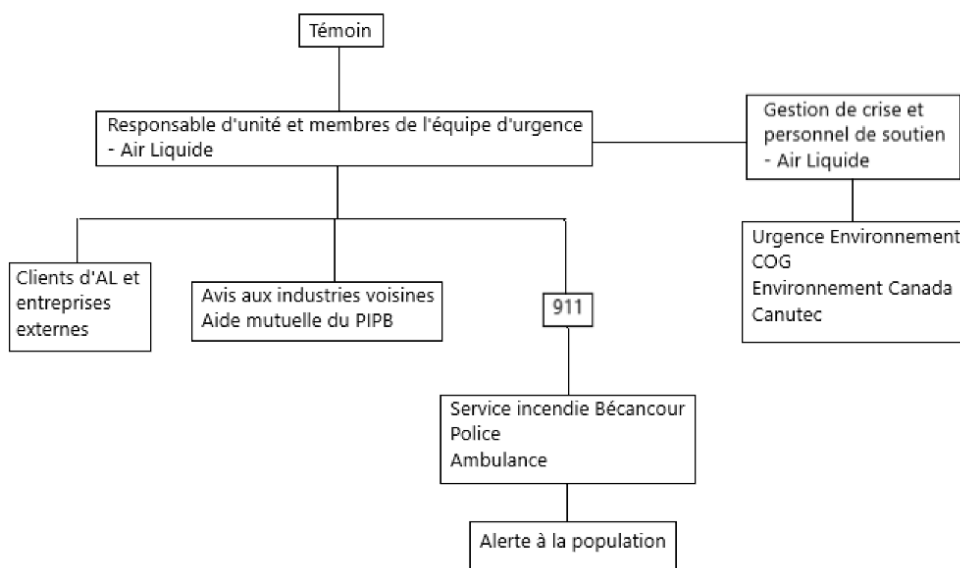 Témoin
Responsable d'unité et membres de l'équipe d'urgence
- Air Liquide
Gestion de crise et
personnel de soutien
- Air Liquide
Urgence Environnement
COG
Environnement Canada
Canutec
Clients d'AL et
entreprises
externes
Avis aux industries voisines
Aide mutuelle du PIPB
911
Service incendie Bécancour
Police
Ambulance
Alerte à la population